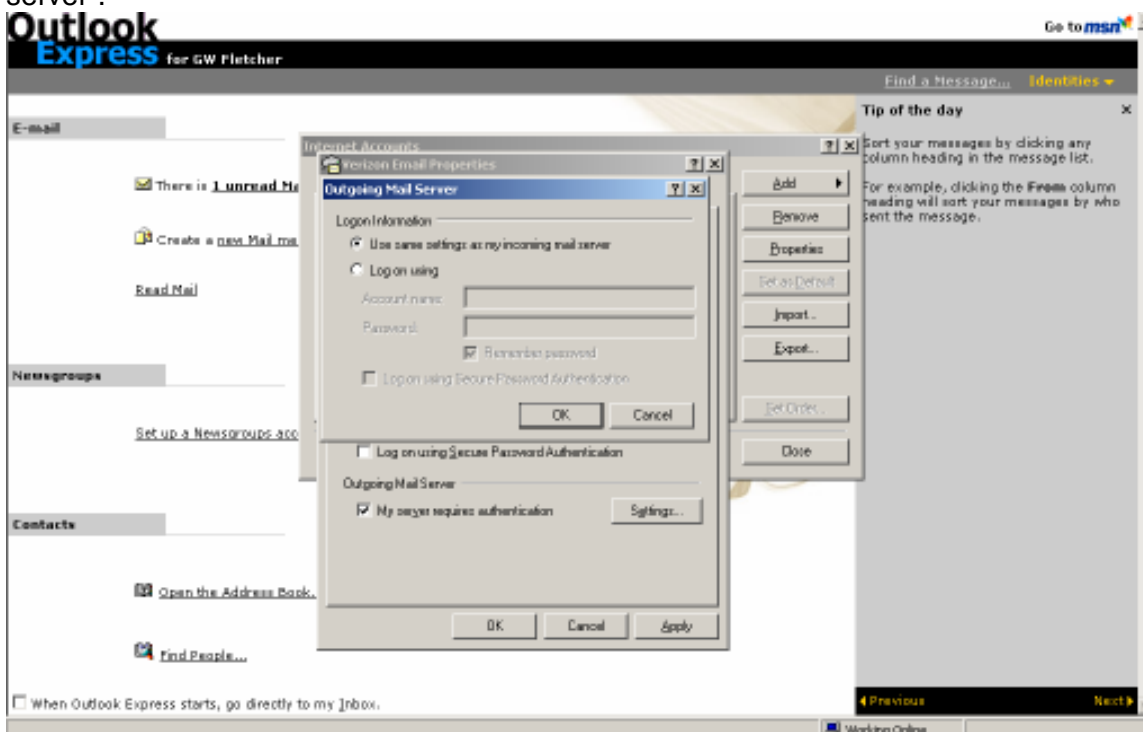 server".
Outlook
Express for GW Fletcher
Go to msn
Find a Message... Identities
E-mail
There is 1 unread Ma
Create a new Mail me
Read Mail
Newsgroups
Set up a Newsgroups acc
Contacts
Open the Address Book.
Find People...
When Outlook Express starts, go directly to my Inbox.
Internet Accounts
Add
Remove
Properties
Set as Default
Import...
Export...
Set Order...
Close
Verizon Email Properties
Outgoing Mail Server
Logon Information
Use same settings as my incoming mail server
Log on using
Account name:
Password:
Remember password
Log on using Secure Password Authentication
OK Cancel
Log on using Secure Password Authentication
Outgoing Mail Server
My server requires authentication Settings...
OK Cancel Apply
Tip of the day
Sort your messages by clicking any
column heading in the message list.
For example, clicking the From column
heading will sort your messages by who
sent the message.
Previous Next
Working Online